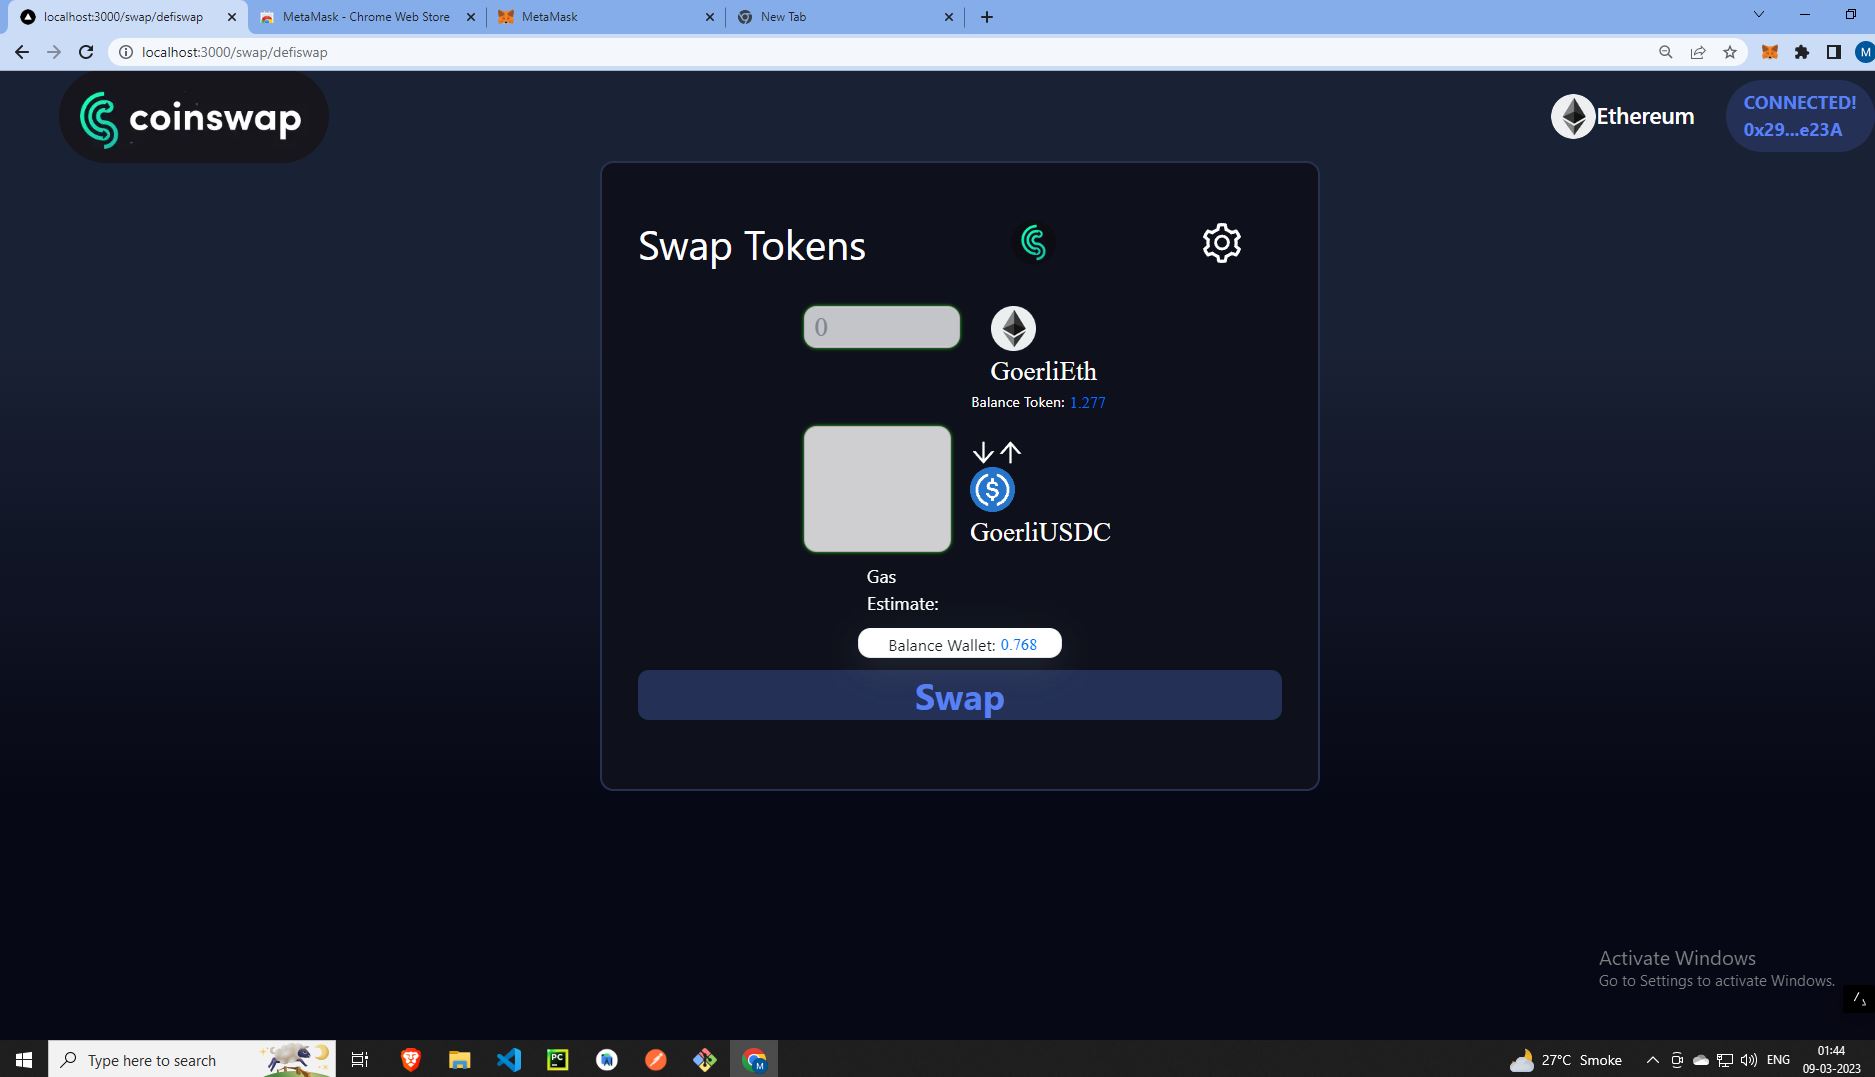 localhost:3000/swap/defiswap
MetaMask - Chrome Web Store
MetaMask
New Tab
localhost:3000/swap/defiswap
M
coinswap
Ethereum
CONNECTED!
0x29...e23A
Swap Tokens
0
GoerliEth
Balance Token: 1.277
GoerliUSDC
Gas
Estimate:
Balance Wallet: 0.768
Swap
Activate Windows
Go to Settings to activate Windows.
Type here to search
PC
M
27°C Smoke
ENG
01:44
09-03-2023